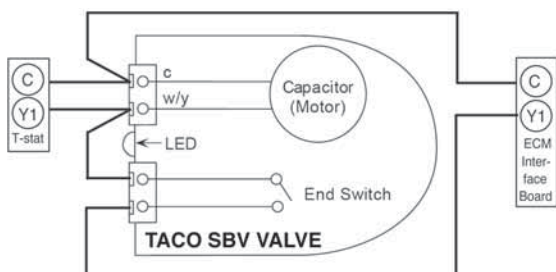 C
Y1
T-stat
c
w/y
LED
Capacitor
(Motor)
End Switch
TACO SBV VALVE
C
Y1
ECM
Inter-
face
Board